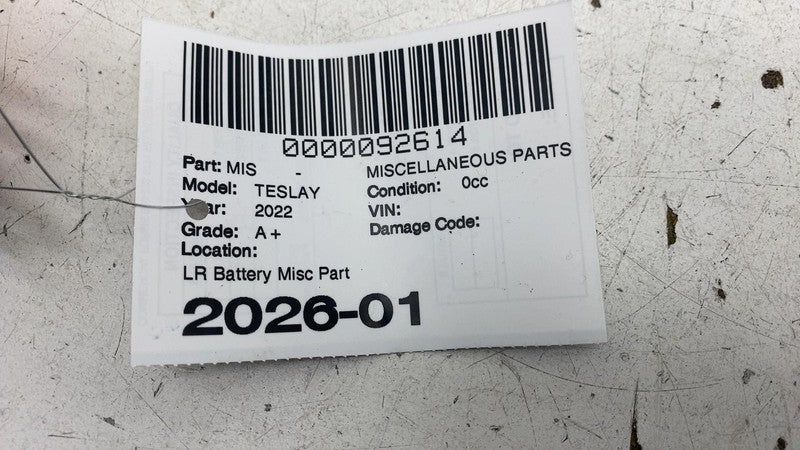 0000092614
Part: MIS - MISCELLANEOUS PARTS
Model: TESLAY Condition: 0cc
Year: 2022 VIN:
Grade: A+ Damage Code:
Location:
LR Battery Misc Part
2026-01